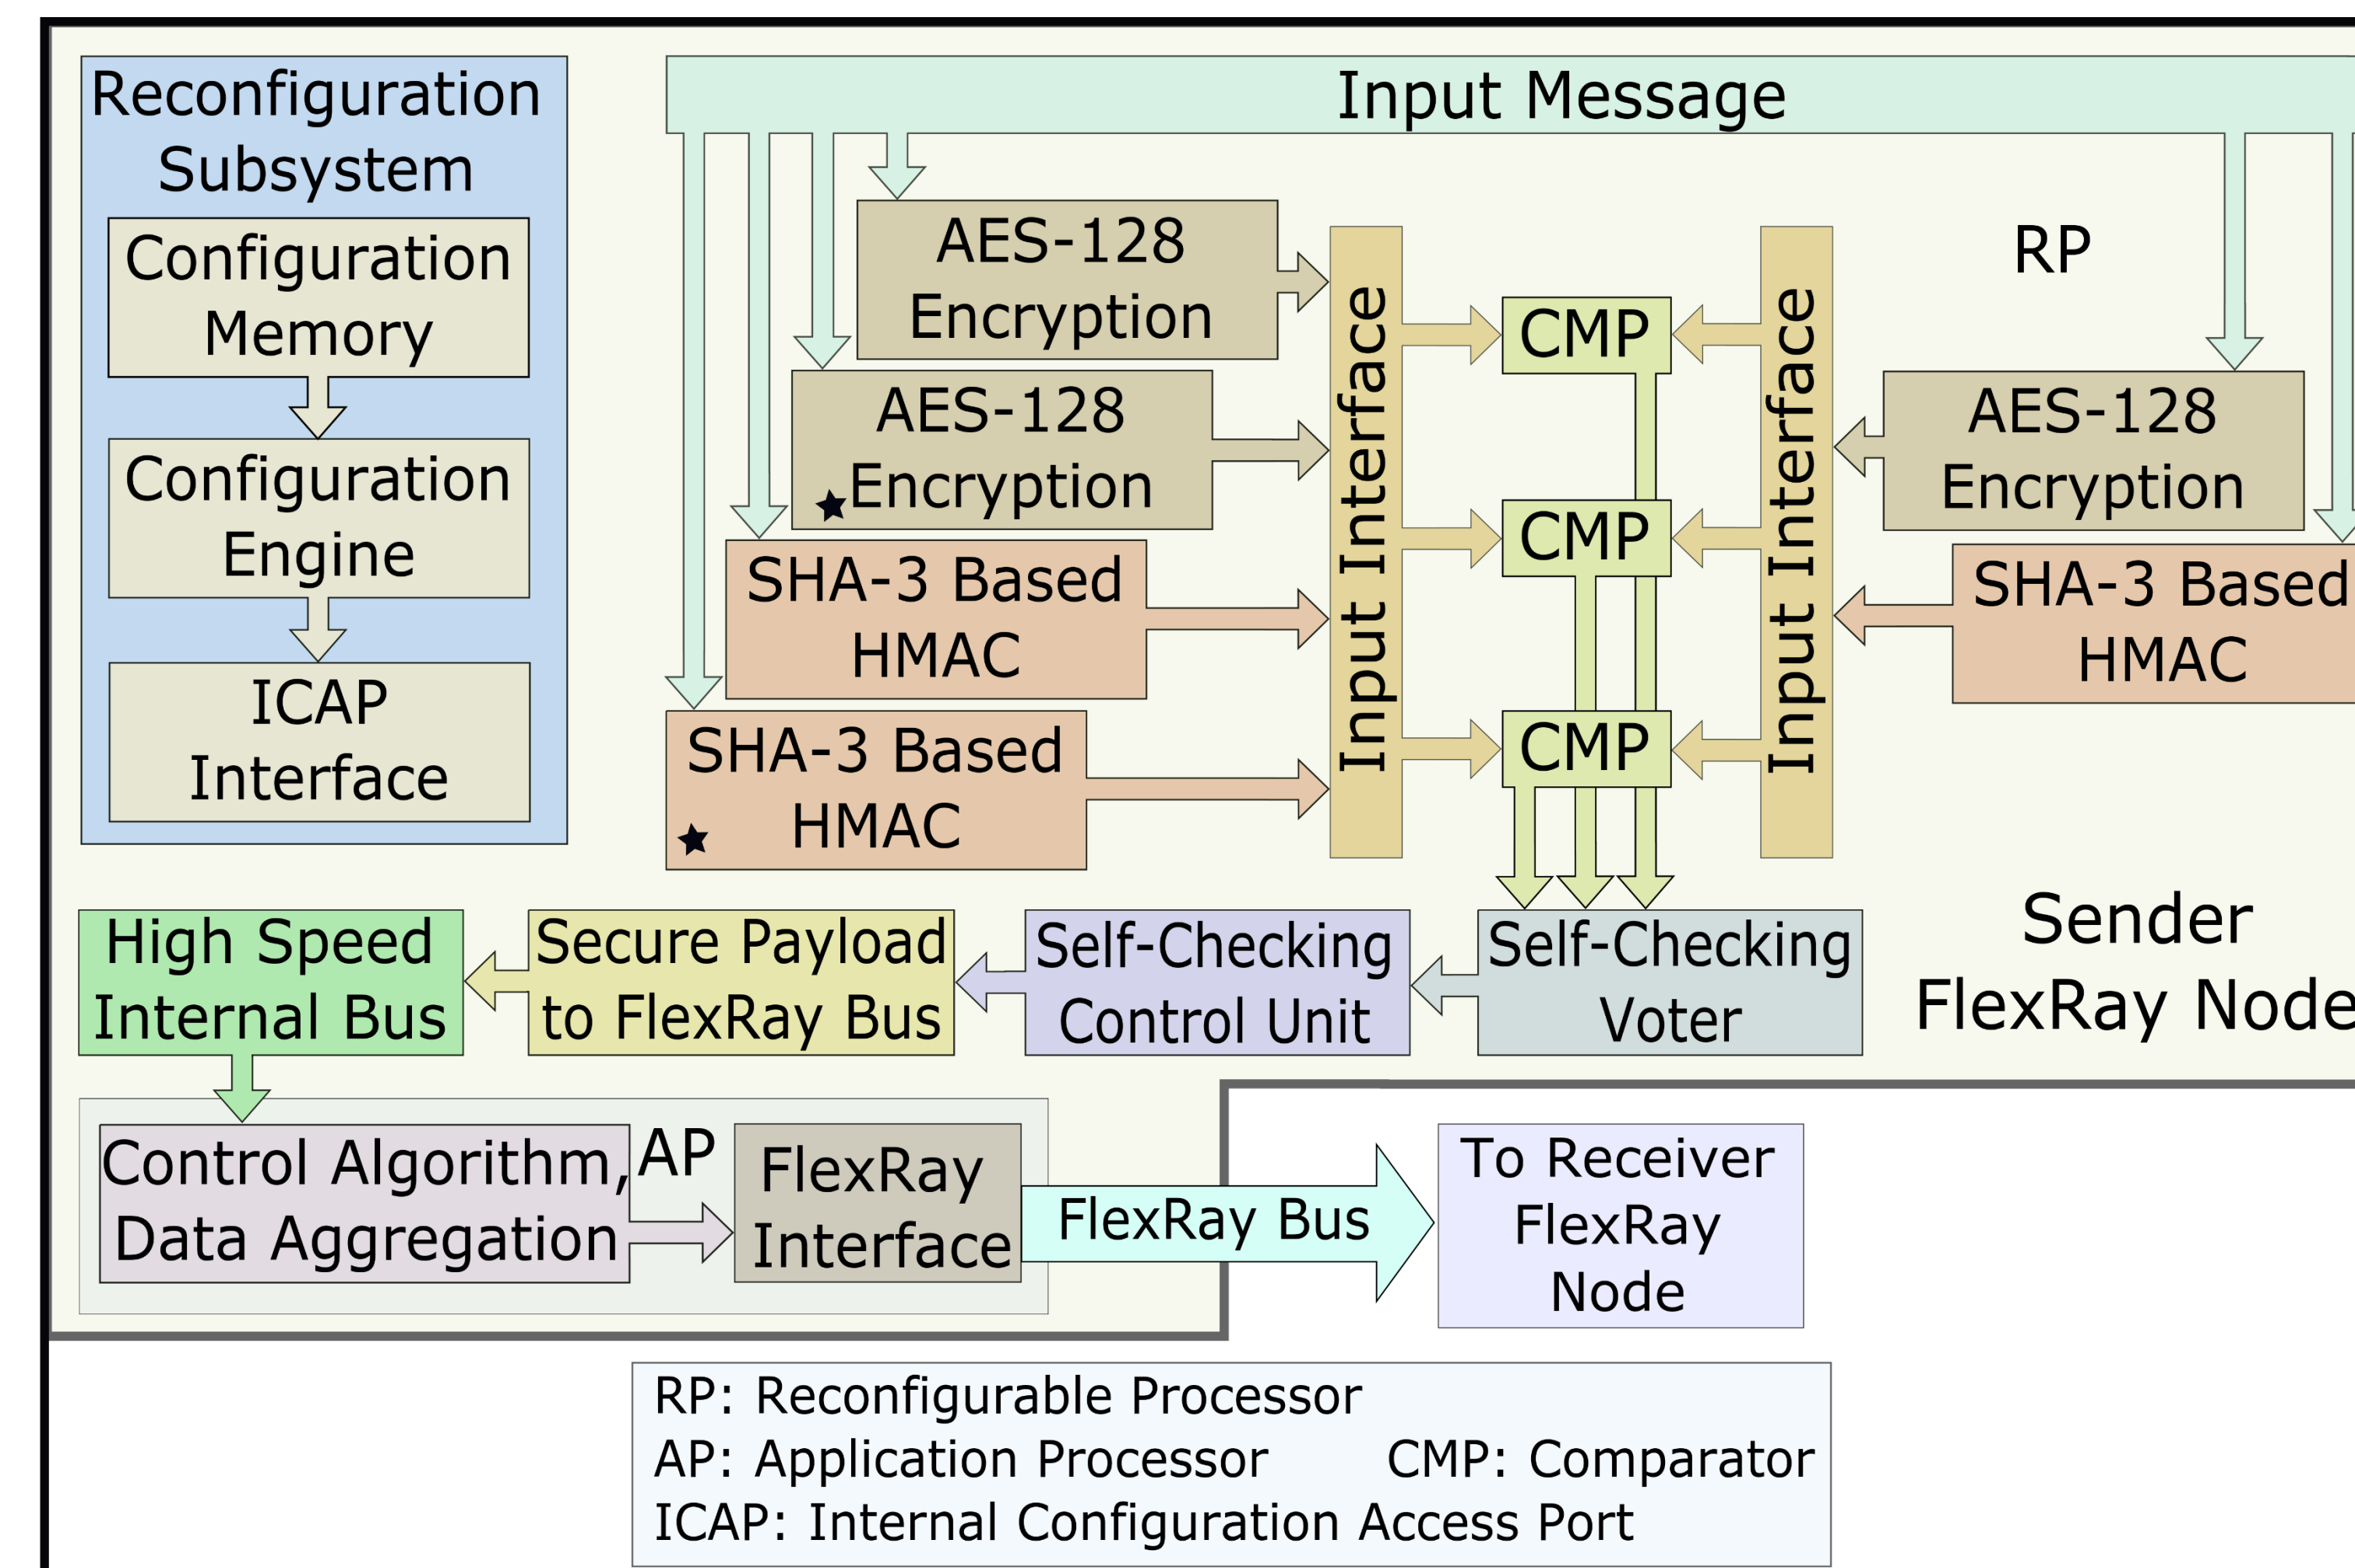 Reconfiguration
Subsystem
Configuration
Memory
Configuration
Engine
ICAP
Interface
Input Message
AES-128
Encryption
AES-128
Encryption
SHA-3 Based
HMAC
SHA-3 Based
HMAC
Input Interface
CMP
CMP
CMP
Input Interface
RP
AES-128
Encryption
SHA-3 Based
HMAC
High Speed
Internal Bus
Secure Payload
to FlexRay Bus
Self-Checking
Control Unit
Self-Checking
Voter
Sender
FlexRay Node
Control Algorithm,
Data Aggregation
AP
FlexRay
Interface
FlexRay Bus
To Receiver
FlexRay
Node
RP: Reconfigurable Processor
AP: Application Processor CMP: Comparator
ICAP: Internal Configuration Access Port